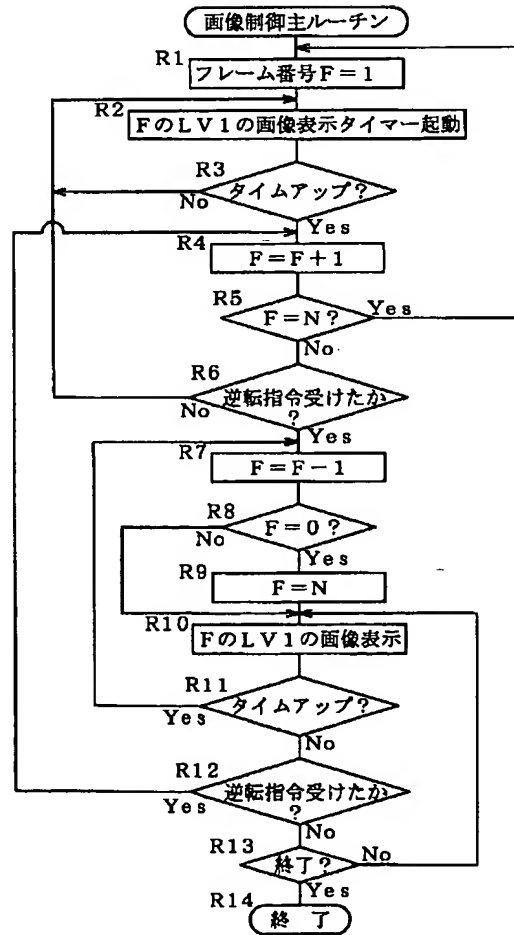 画像制御主ルーチン
R1
フレーム番号F=1
R2
FのLV1の画像表示タイマー起動
R3
タイムアップ?
No
Yes
R4
F=F+1
R5
F=N?
Yes
No
R6
逆転指令受けたか
?
No
Yes
R7
F=F-1
R8
F=0?
No
Yes
R9
F=N
R10
FのLV1の画像表示
R11
タイムアップ?
Yes
No
R12
逆転指令受けたか
?
Yes
No
R13
終了?
No
Yes
R14
終 了